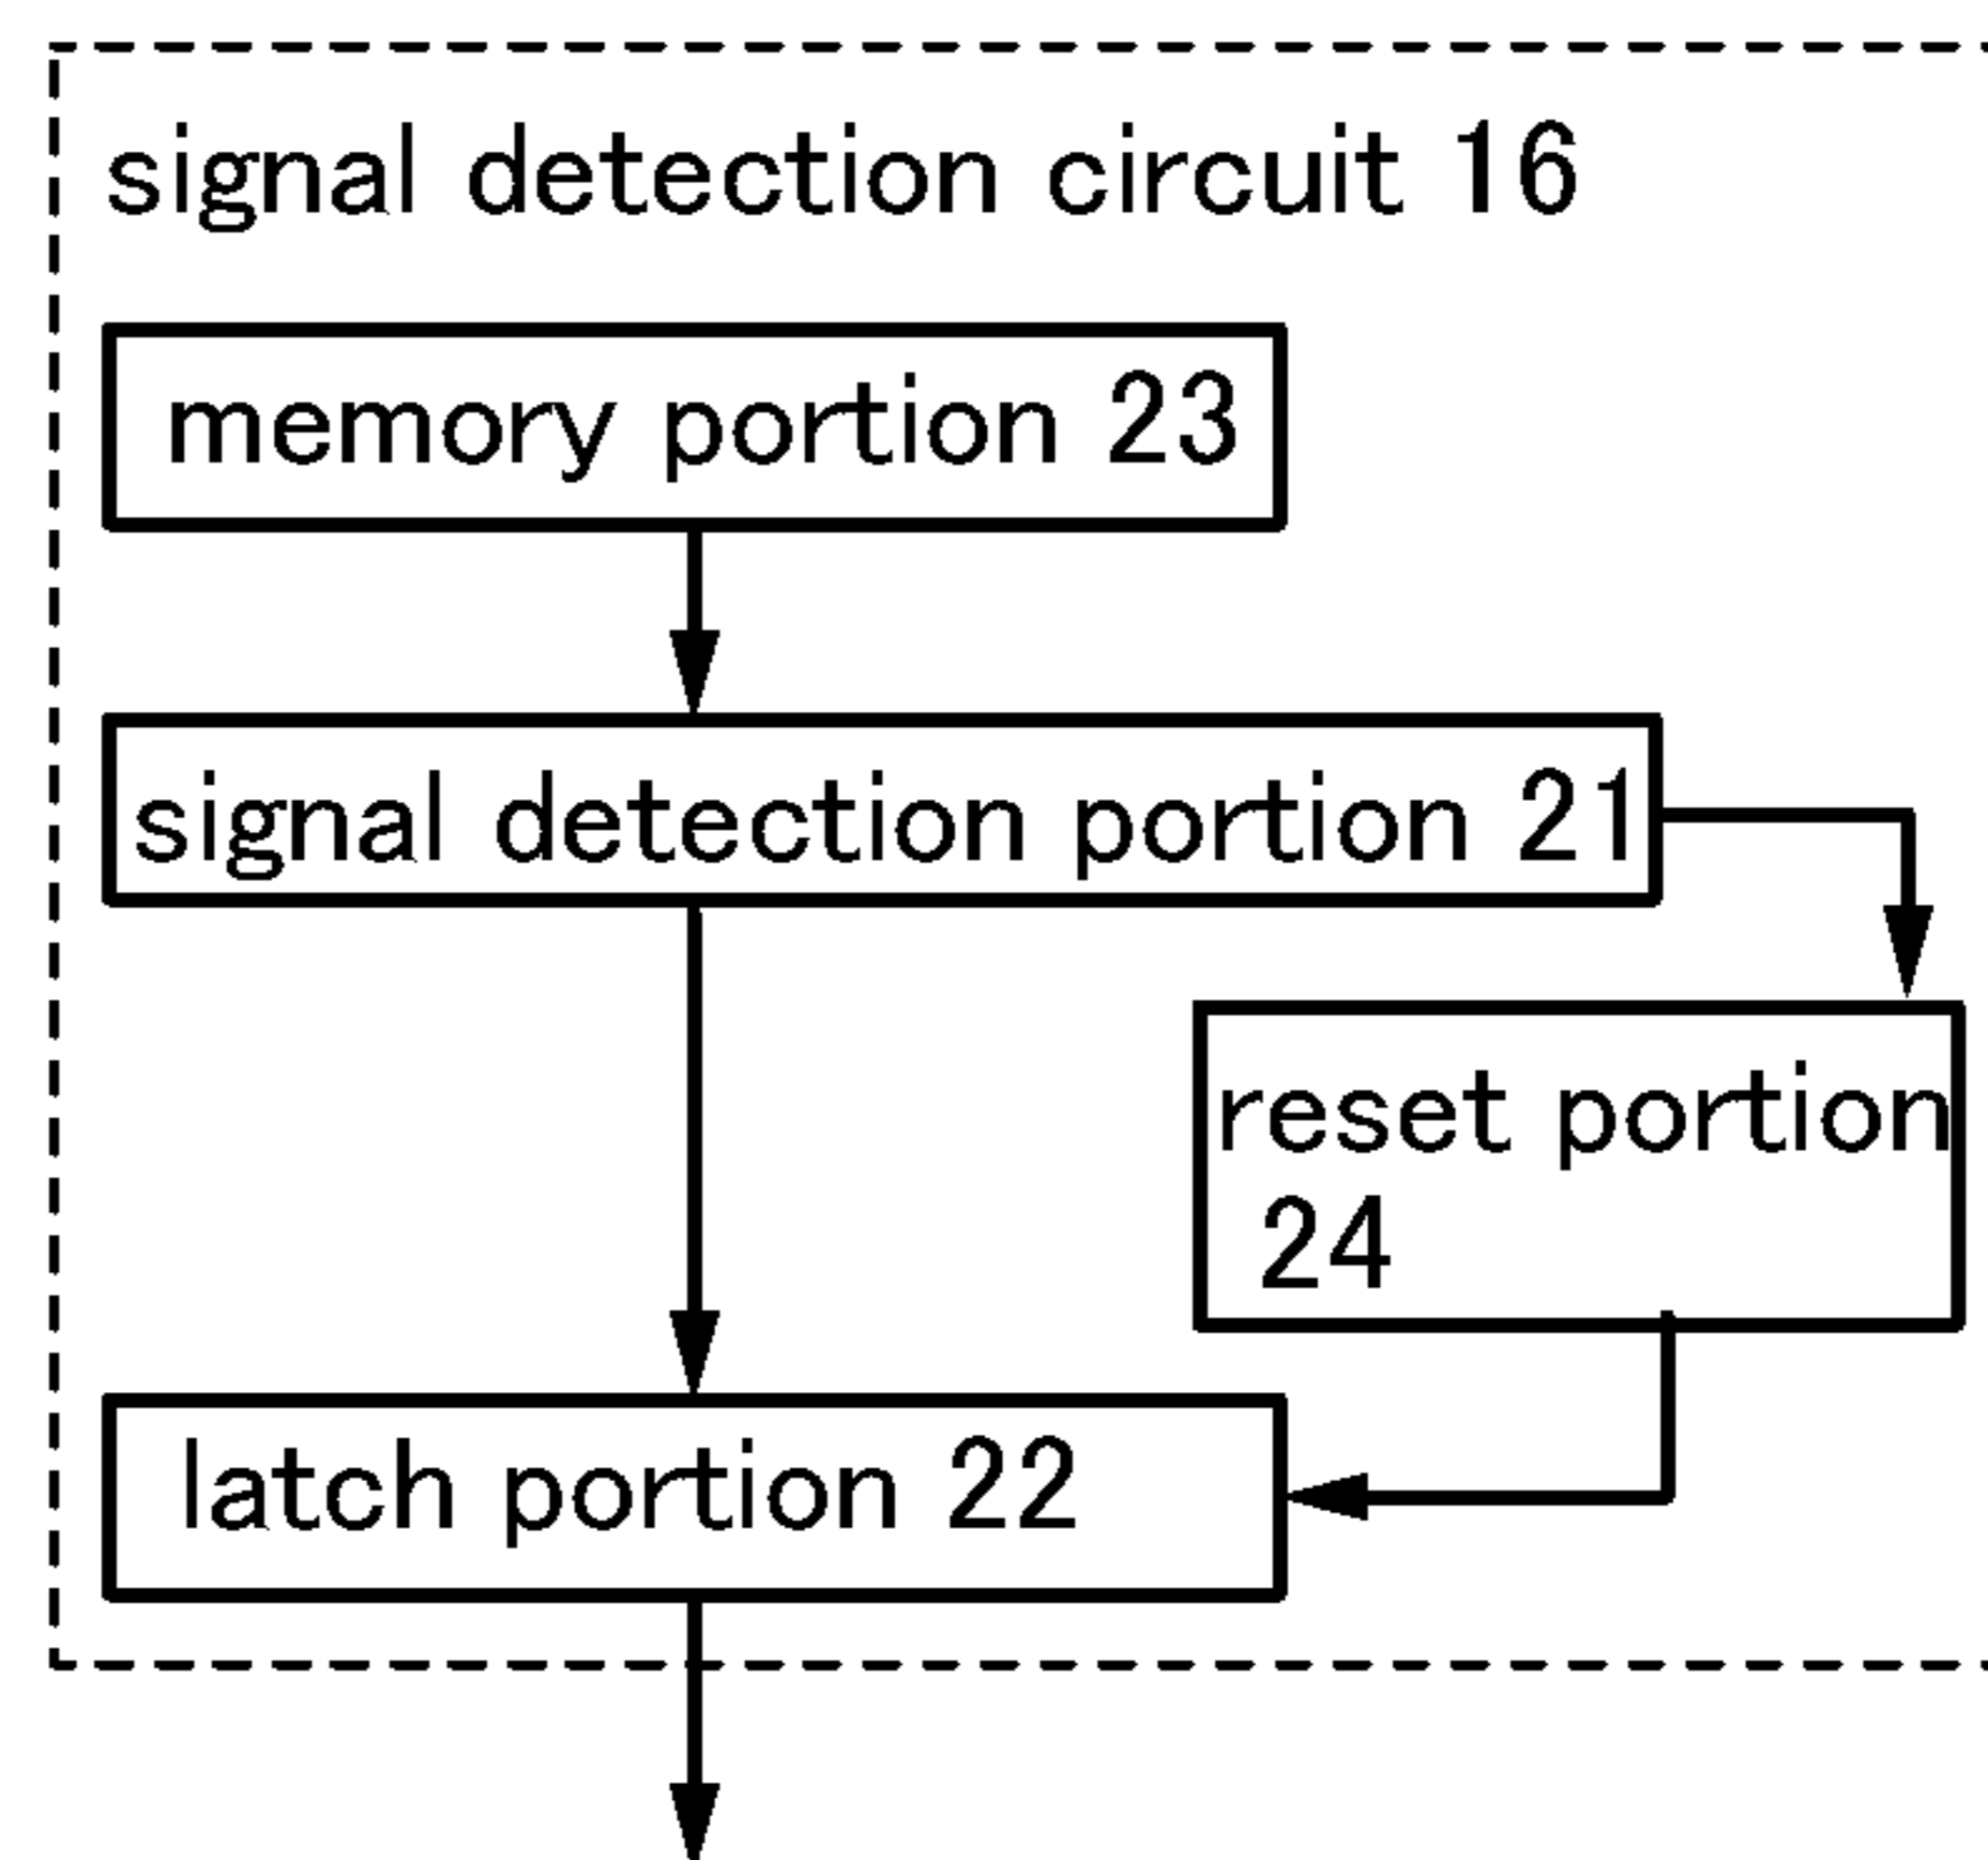 signal detection circuit 16
memory portion 23
signal detection portion 21
reset portion
24
latch portion 22